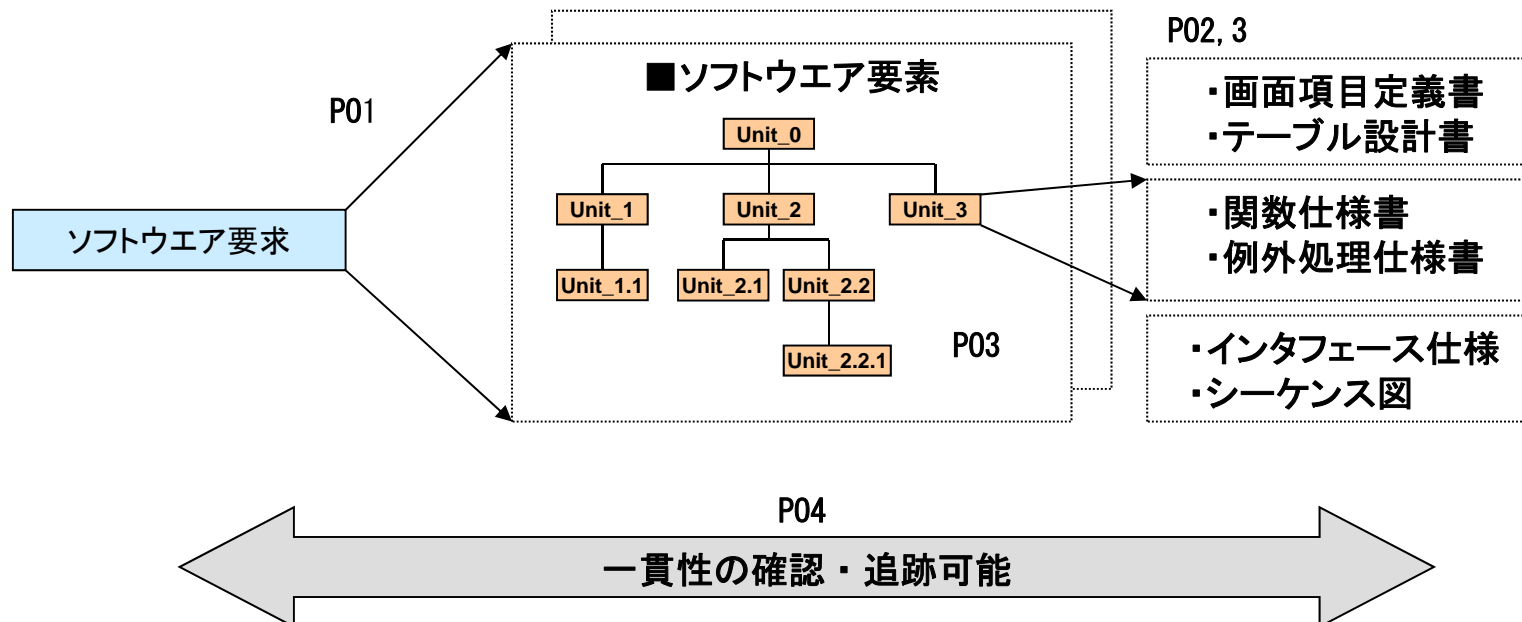 PO1
ソフトウエア要求
■ソフトウエア要素
Unit_0
Unit_1
Unit_2
Unit_3
Unit_1.1
Unit_2.1
Unit_2.2
Unit_2.2.1
PO3
PO2, 3
・画面項目定義書
・テーブル設計書
・関数仕様書
・例外処理仕様書
・インタフェース仕様
・シーケンス図
PO4
一貫性の確認・追跡可能